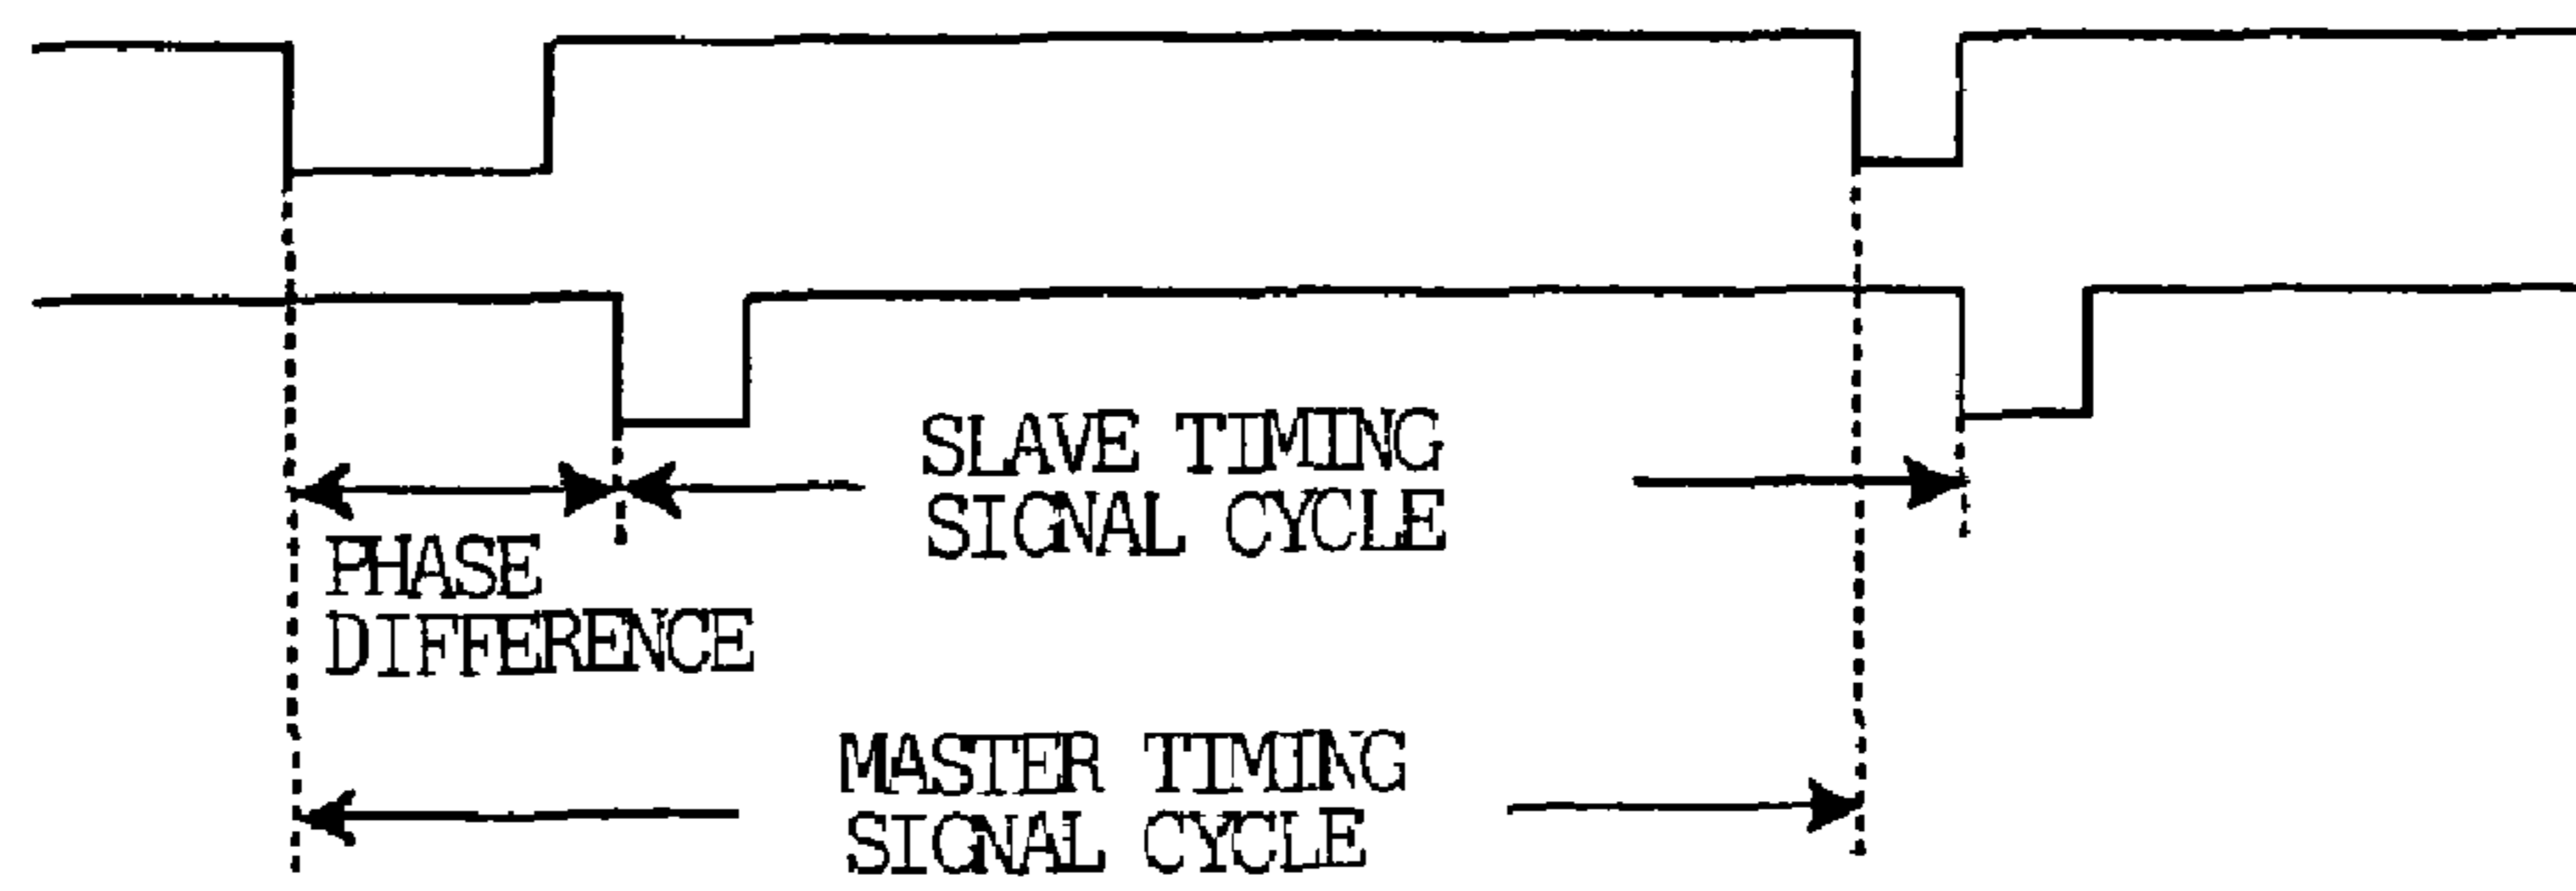 SLAVE TIMING
SIGNAL CYCLE
PHASE
DIFFERENCE
MASTER TIMING
SIGNAL CYCLE